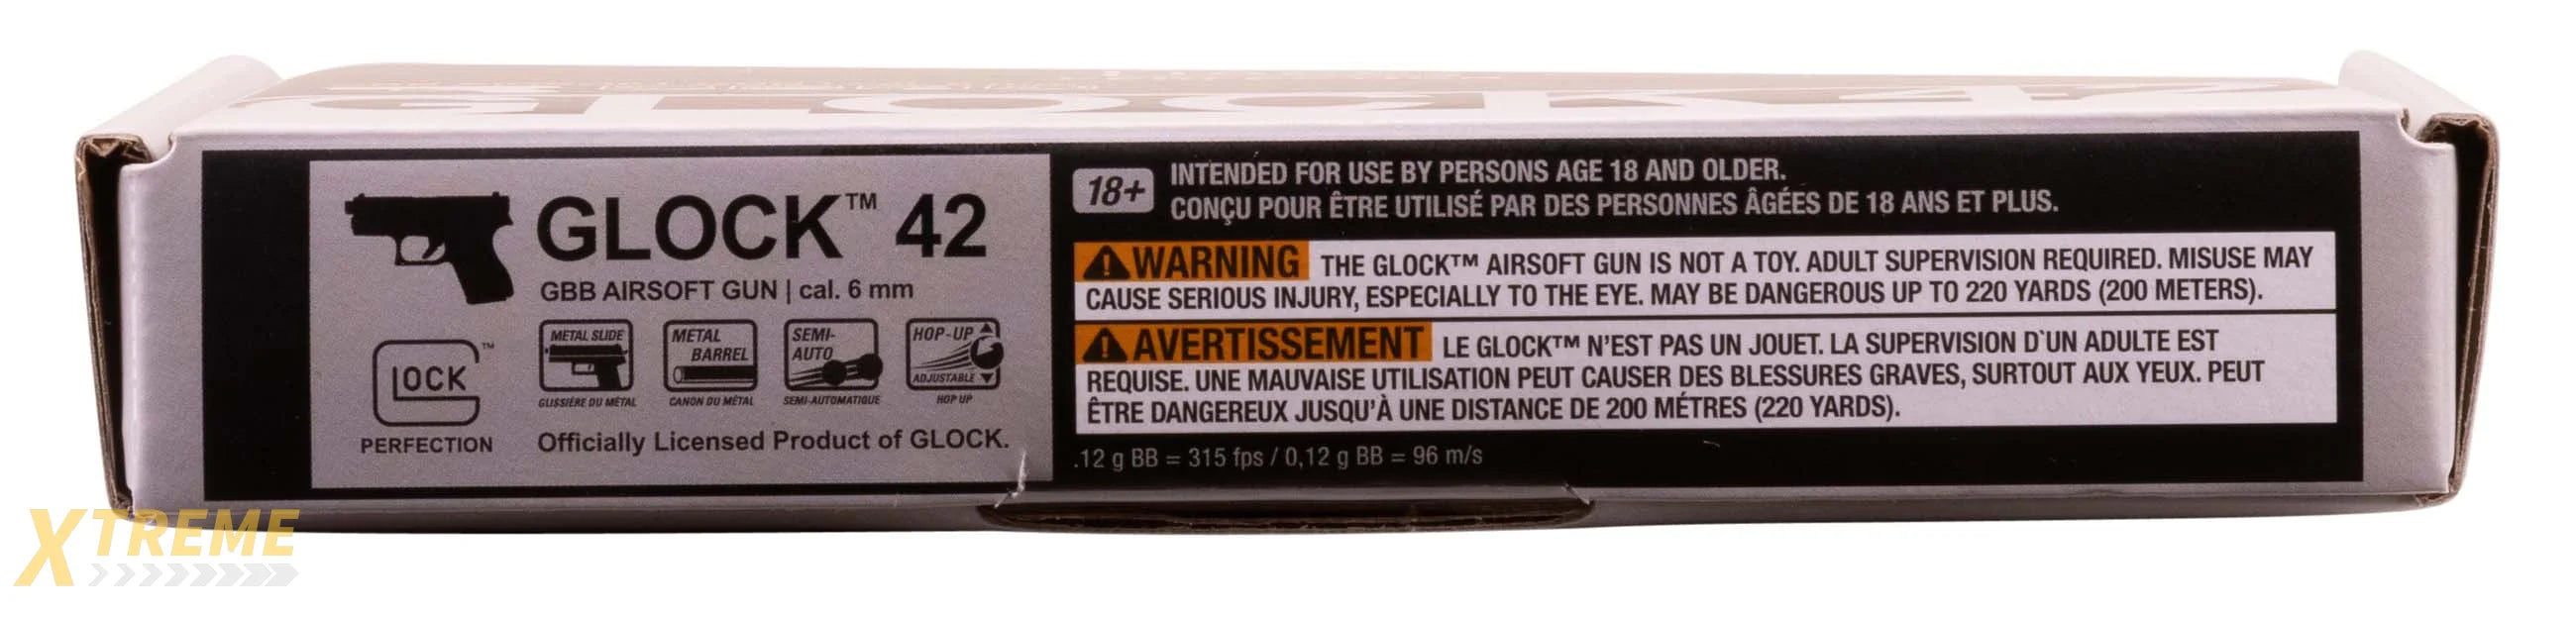 GLOCK 42
GLOCK™ 42
GBB AIRSOFT GUN | cal. 6 mm
METAL SLIDE
GLISSIÈRE DU MÉTAL
METAL
BARREL
CANON DU MÉTAL
SEMI-
AUTO
SEMI-AUTOMATIQUE
HOP-UP
ADJUSTABLE
HOP UP
GLOCK™
PERFECTION
Officially Licensed Product of GLOCK.
18+
INTENDED FOR USE BY PERSONS AGE 18 AND OLDER.
CONÇU POUR ÊTRE UTILISÉ PAR DES PERSONNES ÂGÉES DE 18 ANS ET PLUS.
WARNING THE GLOCK™ AIRSOFT GUN IS NOT A TOY. ADULT SUPERVISION REQUIRED. MISUSE MAY
CAUSE SERIOUS INJURY, ESPECIALLY TO THE EYE. MAY BE DANGEROUS UP TO 220 YARDS (200 METERS).
AVERTISSEMENT LE GLOCK™ N'EST PAS UN JOUET. LA SUPERVISION D`UN ADULTE EST
REQUISE. UNE MAUVAISE UTILISATION PEUT CAUSER DES BLESSURES GRAVES, SURTOUT AUX YEUX. PEUT
ÊTRE DANGEREUX JUSQU'À UNE DISTANCE DE 200 MÉTRES (220 YARDS).
.12 g BB = 315 fps / 0,12 g BB = 96 m/s
XTREME